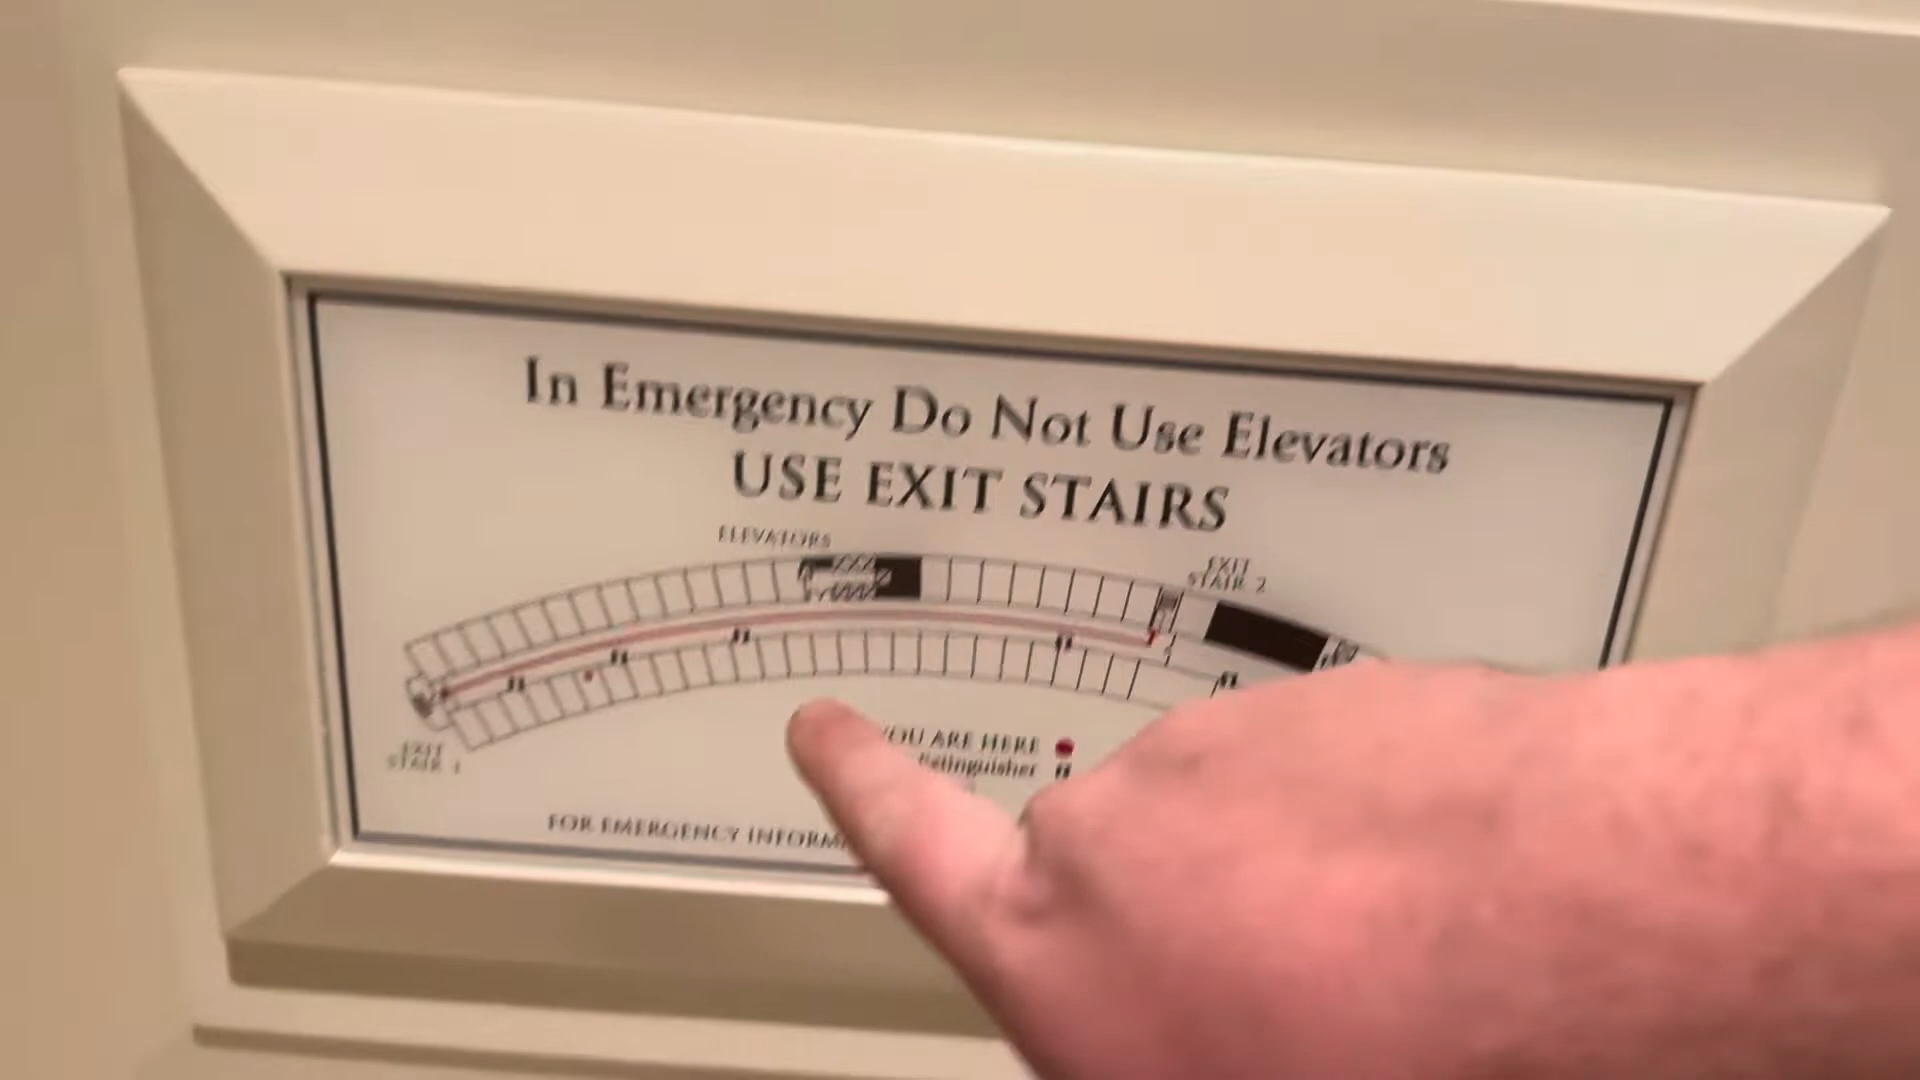 In Emergency Do Not Use Elevators
USE EXIT STAIRS
ELEVATORS
EXIT
STAIR 2
YOU ARE HERE
EXIT
STAIR 1
FOR EMERGENCY